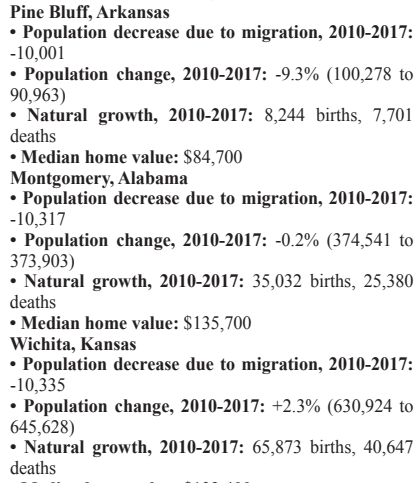 Pine Bluff, Arkansas
• Population decrease due to migration, 2010-2017:
-10,001
• Population change, 2010-2017: -9.3% (100,278 to
90,963)
• Natural growth, 2010-2017: 8,244 births, 7,701
deaths
• Median home value: $84,700
Montgomery, Alabama
• Population decrease due to migration, 2010-2017:
-10,317
• Population change, 2010-2017: -0.2% (374,541 to
373,903)
• Natural growth, 2010-2017: 35,032 births, 25,380
deaths
• Median home value: $135,700
Wichita, Kansas
• Population decrease due to migration, 2010-2017:
-10,335
• Population change, 2010-2017: +2.3% (630,924 to
645,628)
• Natural growth, 2010-2017: 65,873 births, 40,647
deaths